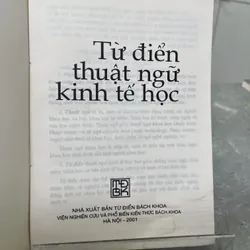 Từ điển
thuật ngữ
kinh tế học
NHÀ XUẤT BẢN TỪ ĐIỂN BÁCH KHOA
VIỆN NGHIÊN CỨU VÀ PHỔ BIẾN KIẾN THỨC BÁCH KHOA
HÀ NỘI - 2001